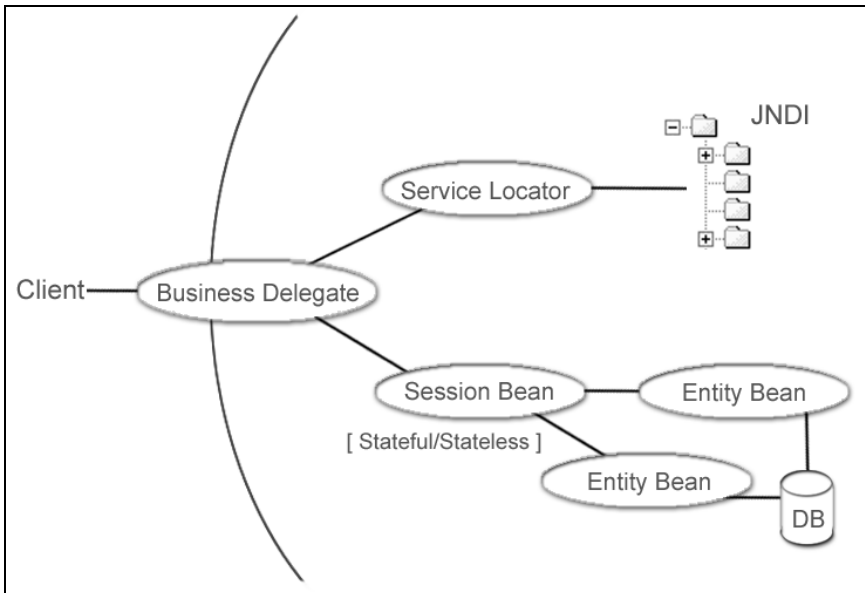 JNDI
Service Locator
Client
Business Delegate
Session Bean
Entity Bean
[ Stateful/Stateless ]
Entity Bean
DB